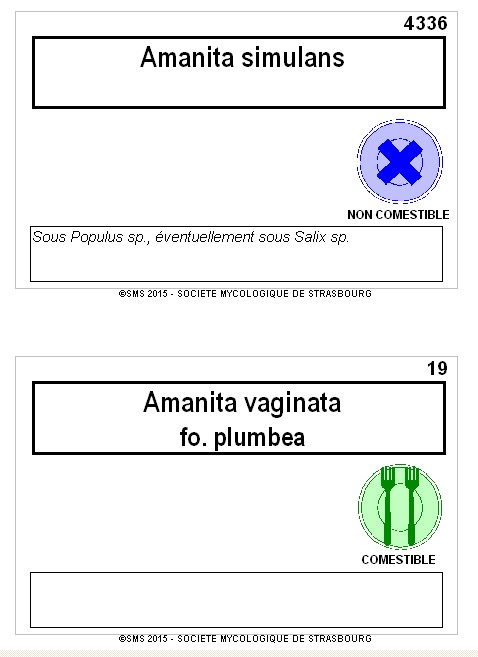 4336
Amanita simulans
NON COMESTIBLE
Sous Populus sp., éventuellement sous Salix sp.
©SMS 2015 - SOCIETE MYCOLOGIQUE DE STRASBOURG
19
Amanita vaginata
fo. plumbea
COMESTIBLE
©SMS 2015 - SOCIETE MYCOLOGIQUE DE STRASBOURG